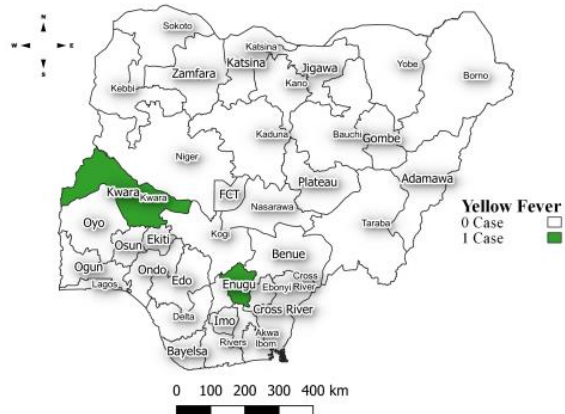 N
W E
S
Sokoto
Katsina
Katsina
Jigawa
Yobe
Borno
Zamfara
Kebbi
Kano
Kaduna
Bauchi
Gombe
Niger
Adamawa
Plateau
Kwara
Kwara
FCT
Nasarawa
Taraba
Yellow Fever
0 Case
1 Case
Oyo
Kogi
Osun
Ekiti
Benue
Ogun
Ondo
Edo
Lagos
Enugu
Ebonyi
Cross
River
Cross River
Delta
Imo
Bayelsa
Rivers
Akwa
Ibom
0 100 200 300 400 km